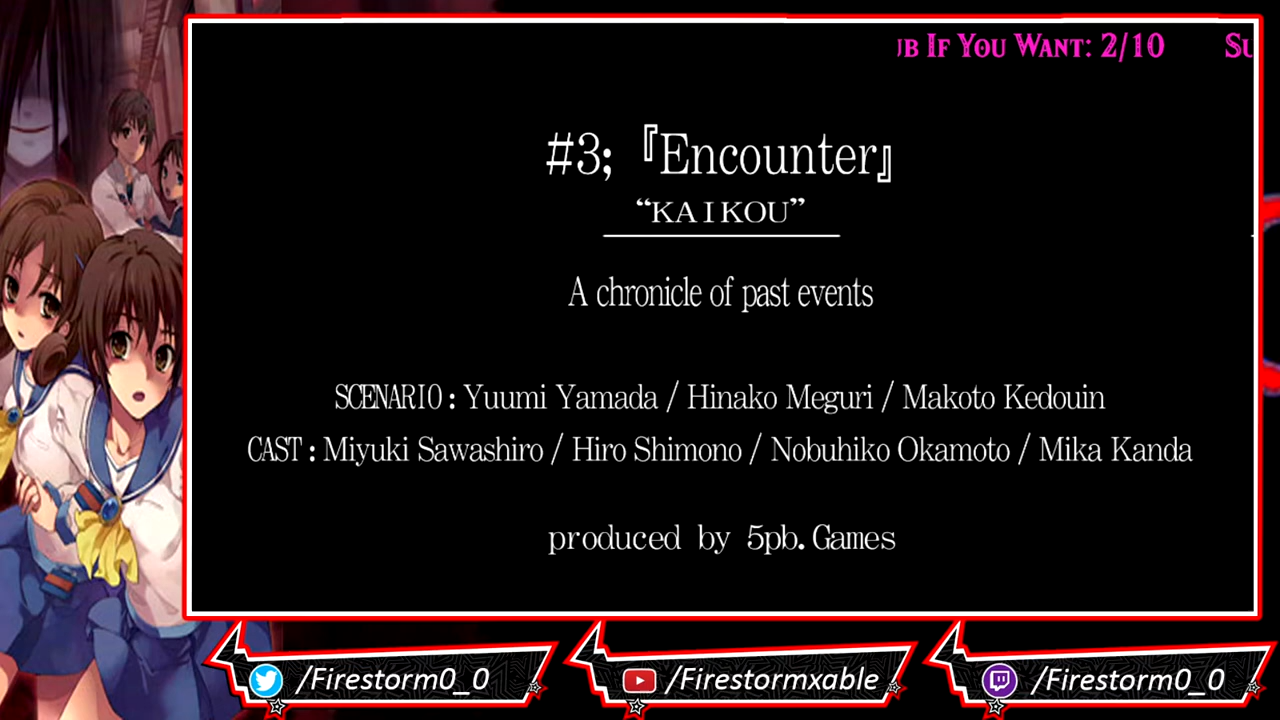 If You Want: 2/10
#3;『Encounter』
“KAIKOU”
A chronicle of past events
SCENARIO : Yuumi Yamada / Hinako Meguri / Makoto Kedouin
CAST : Miyuki Sawashiro / Hiro Shimono / Nobuhiko Okamoto / Mika Kanda
produced by 5pb.Games
/Firestorm0_0
/Firestormxable
/Firestorm0_0